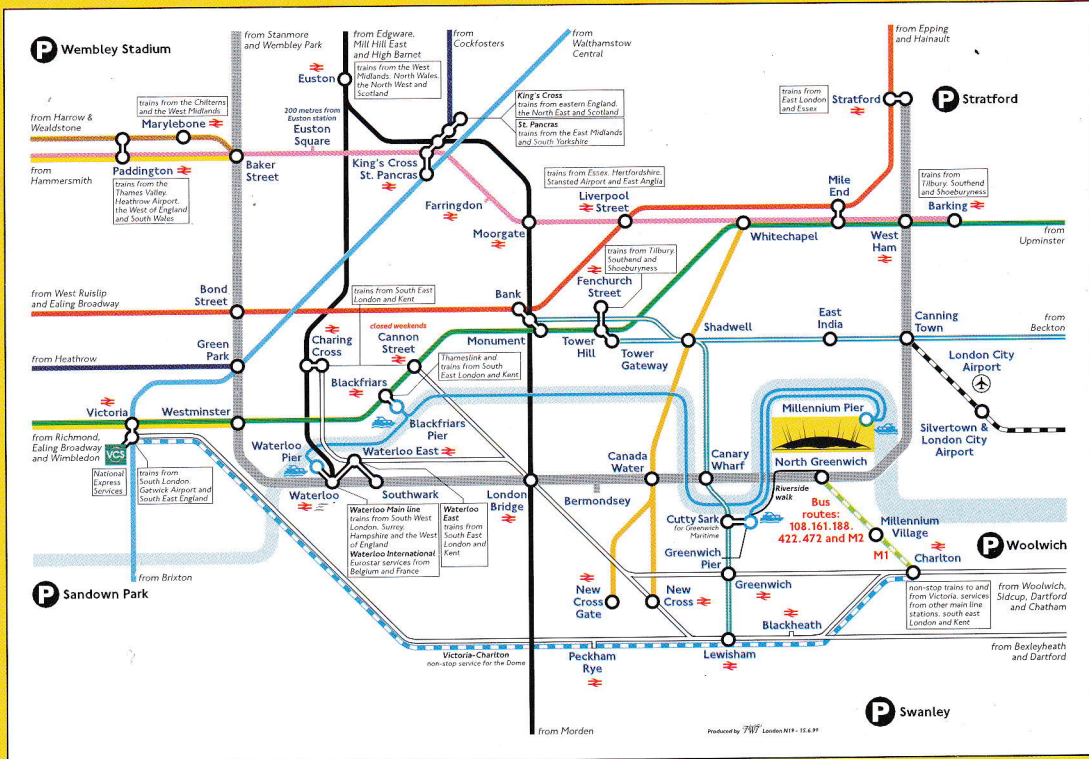 P Wembley Stadium
from Stanmore
and Wembley Park
from Edgware,
Mill Hill East
and High Barnet
from
Cockfosters
from
Walthamstow
Central
from Epping
and Hainault
Euston
trains from the West
Midlands, North Wales,
the North West and
Scotland
King's Cross
trains from eastern England,
the North East and Scotland
St. Pancras
trains from the East Midlands
and South Yorkshire
trains from
East London
and Essex
Stratford
P Stratford
trains from the Chilterns
and the West Midlands
from Harrow &
Wealdstone
Marylebone
200 metres from
Euston station
Euston
Square
King's Cross
St. Pancras
Baker
Street
Paddington
from
Hammersmith
trains from the
Thames Valley,
Heathrow Airport,
the West of England
and South Wales
Farringdon
Moorgate
trains from Essex, Hertfordshire,
Stansted Airport and East Anglia
Liverpool
Street
Mile
End
trains from
Tilbury, Southend
and Shoeburyness
Barking
Whitechapel
West
Ham
from
Upminster
trains from Tilbury,
Southend and
Shoeburyness
Fenchurch
Street
from West Ruislip
and Ealing Broadway
Bond
Street
trains from South East
London and Kent
Bank
closed weekends
Cannon
Street
Charing
Cross
Monument
Tower
Hill
Tower
Gateway
Shadwell
East
India
Canning
Town
from
Beckton
from Heathrow
Green
Park
Thameslink and
trains from South
East London and Kent
Blackfriars
Blackfriars
Pier
London City
Airport
Silvertown &
London City
Airport
Victoria
Westminster
from Richmond,
Ealing Broadway
and Wimbledon
VCS
National
Express
Services
trains from
South London,
Gatwick Airport and
South East England
Waterloo
Pier
Waterloo East
Waterloo
Southwark
London
Bridge
Bermondsey
Canada
Water
Canary
Wharf
Millennium Pier
North Greenwich
Riverside
walk
Bus
routes:
108.161.188.
422.472 and M2
Waterloo Main line
trains from South West
London, Surrey,
Hampshire and the West
of England
Waterloo International
Eurostar services from
Belgium and France
Waterloo
East
trains from
South East
London and
Kent
Cutty Sark
for Greenwich
Maritime
Greenwich
Pier
Millennium
Village
M1
Charlton
P Woolwich
from Brixton
P Sandown Park
New
Cross
Gate
New
Cross
Greenwich
Blackheath
non-stop trains to and
from Victoria, services
from other main line
stations, south east
London and Kent
from Woolwich,
Sidcup, Dartford
and Chatham
Victoria-Charlton
non-stop service for the Dome
Peckham
Rye
Lewisham
from Bexleyheath
and Dartford
P Swanley
from Morden
Produced by FWT London N19 - 15.6.99